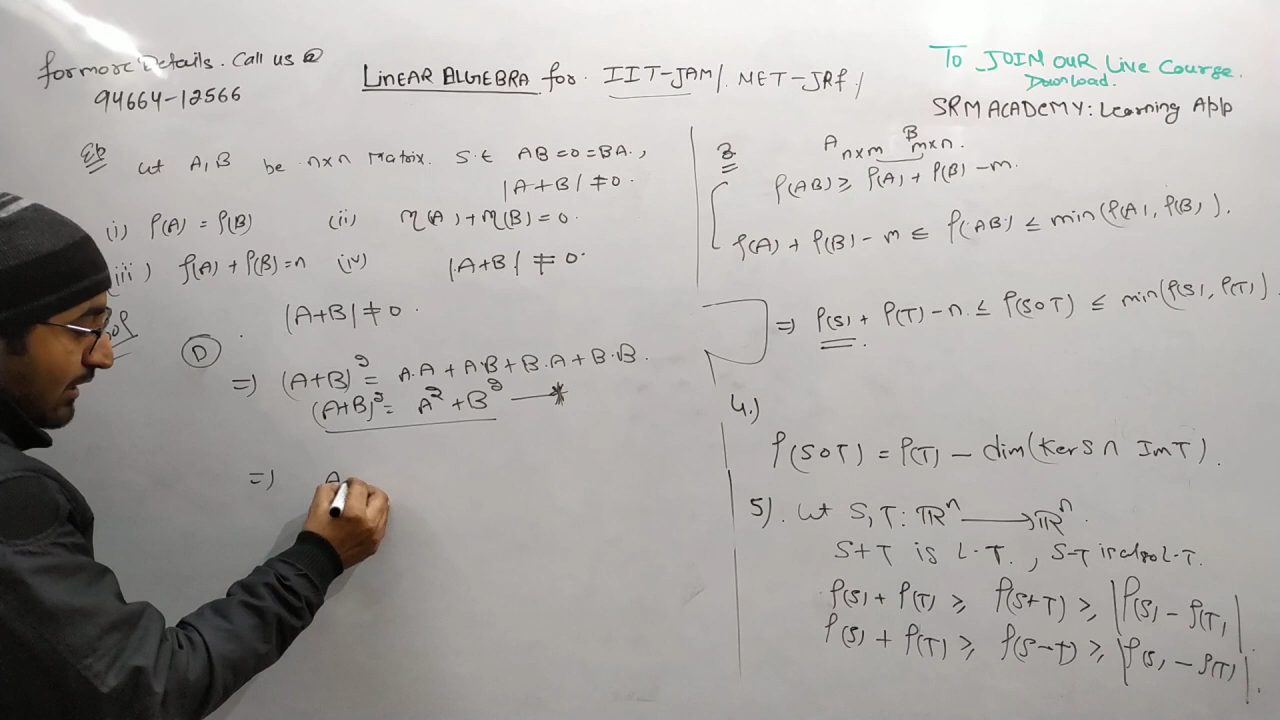 for more Details. Call us @
94664-12566
LINEAR ALGEBRA for IIT-JAM/. NET-JRF/
To JOIN OUR Live Course.
Download.
SRM ACADEMY: Learning App
Eg Let A, B be n×n Matrix. S.t AB=0=BA.,
|A+B| ≠ 0.
(i) ρ(A) = ρ(B) (ii) η(A) + η(B) = 0.
(iii) ρ(A) + ρ(B) = n (iv) |A+B| ≠ 0.
Sol
|A+B| ≠ 0.
D
=) (A+B)² = A.A + A.B + B.A + B.B.
(A+B)² = A² + B² —*
=) A
3 A n×m B m×n.
ρ(AB) ≥ ρ(A) + ρ(B) - m.
ρ(A) + ρ(B) - m ≤ ρ(AB) ≤ min(ρ(A), ρ(B)).
=) ρ(S) + ρ(T) - n ≤ ρ(SoT) ≤ min(ρ(S), ρ(T)).
4.)
ρ(SoT) = ρ(T) - dim(Ker S ∩ Im T).
5). Let S, T: ℝⁿ ⟶ ℝⁿ.
S+T is L.T., S-T is also L.T.
ρ(S) + ρ(T) ≥ ρ(S+T) ≥ |ρ(S) - ρ(T)|
ρ(S) + ρ(T) ≥ ρ(S-T) ≥ |ρ(S) - ρ(T)|.